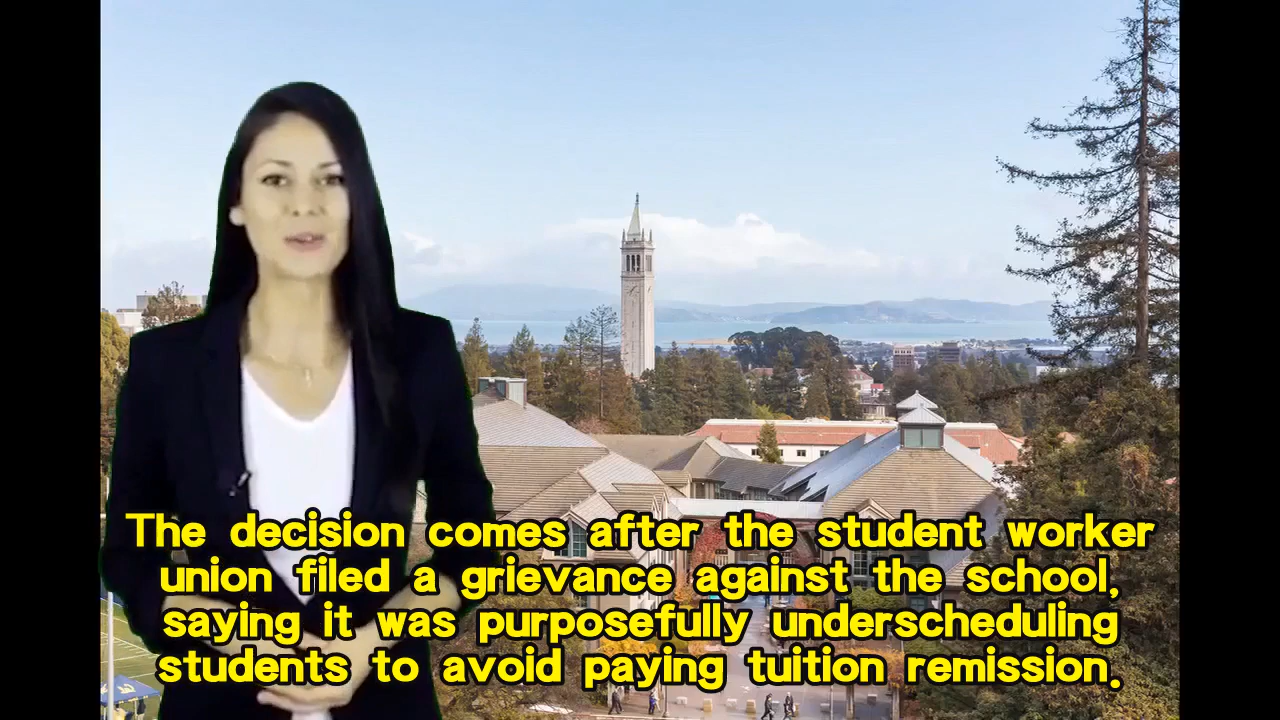 The decision comes after the student worker
union filed a grievance against the school,
saying it was purposefully underscheduling
students to avoid paying tuition remission.